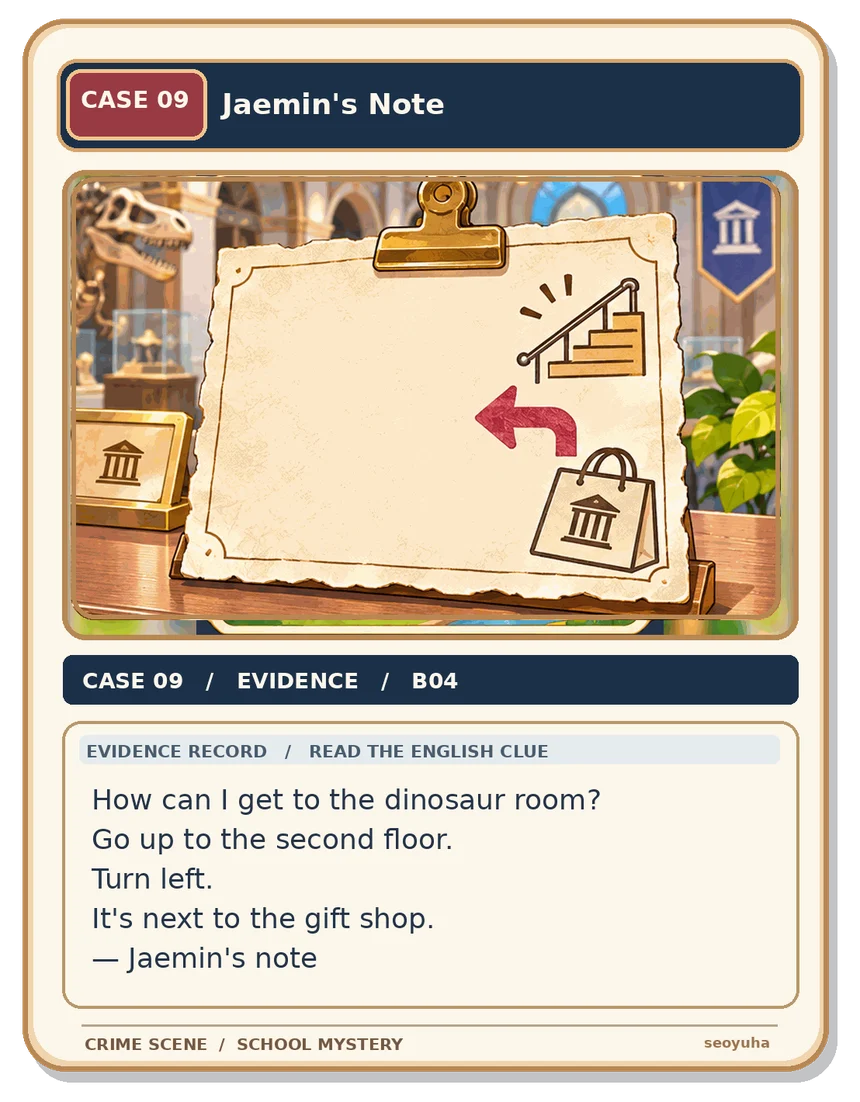 CASE 09
Jaemin's Note
CASE 09 / EVIDENCE / B04
EVIDENCE RECORD / READ THE ENGLISH CLUE
How can I get to the dinosaur room?
Go up to the second floor.
Turn left.
It's next to the gift shop.
— Jaemin's note
CRIME SCENE / SCHOOL MYSTERY
seoyuha